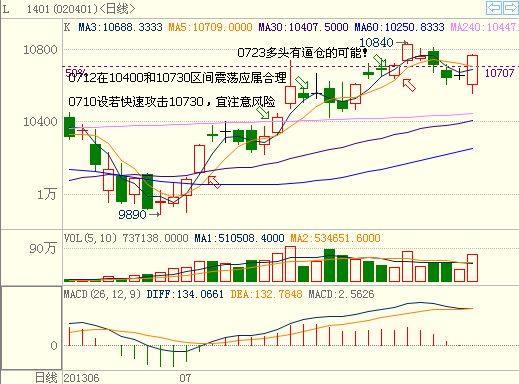 L 1401(020401)<日线>
K MA3:10688.3333 MA5:10709.0000 MA30:10407.5000 MA60:10250.8333 MA240:10447
10840→
0723多头有逼仓的可能!
10800
50%
10707
0712在10400和10730区间震荡应属合理
0710设若快速攻击10730，宜注意风险
10400
1万
9890→
VOL(5,10) 737138.0000 MA1:510508.4000 MA2:534651.6000
90万
MACD(26,12,9) DIFF:134.0661 DEA:132.7848 MACD:2.5626
0
日线 201306 07